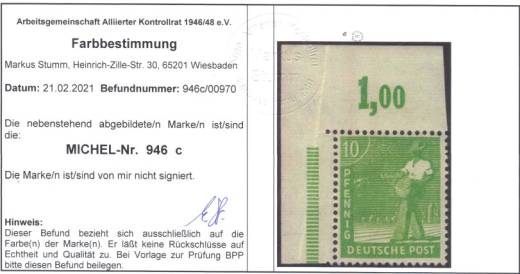 Arbeitsgemeinschaft Alliierter Kontrollrat 1946/48 e.V.
Farbbestimmung
Markus Stumm, Heinrich-Zille-Str. 30, 65201 Wiesbaden
Datum: 21.02.2021 Befundnummer: 946c/00970
Die nebenstehend abgebildete/n Marke/n ist/sind
die:
MICHEL-Nr. 946 c
Die Marke/n ist/sind von mir nicht signiert.
Hinweis:
Dieser Befund bezieht sich ausschließlich auf die
Farbe(n) der Marke(n). Er läßt keine Rückschlüsse auf
Echtheit und Qualität zu. Bei Vorlage zur Prüfung BPP
bitte diesen Befund beilegen.
1,00
10
PFENNIG
DEUTSCHE POST